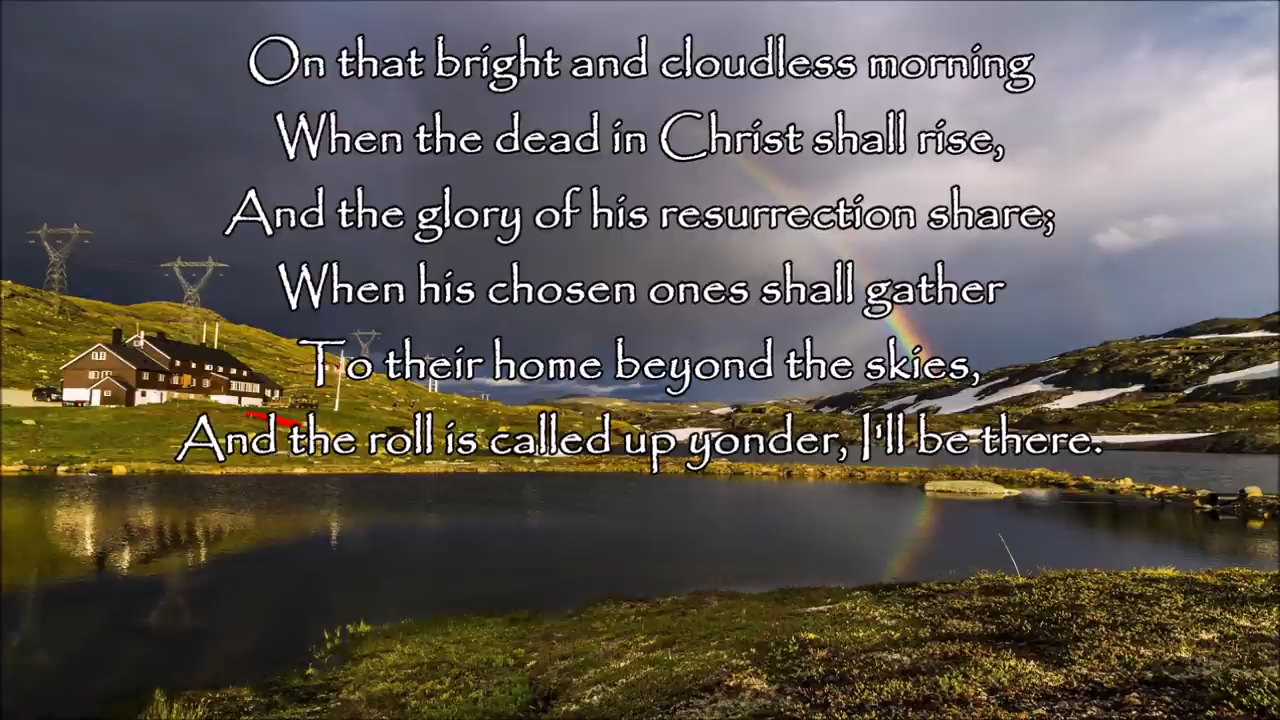 On that bright and cloudless morning
When the dead in Christ shall rise,
And the glory of his resurrection share;
When his chosen ones shall gather
To their home beyond the skies,
And the roll is called up yonder, I'll be there.